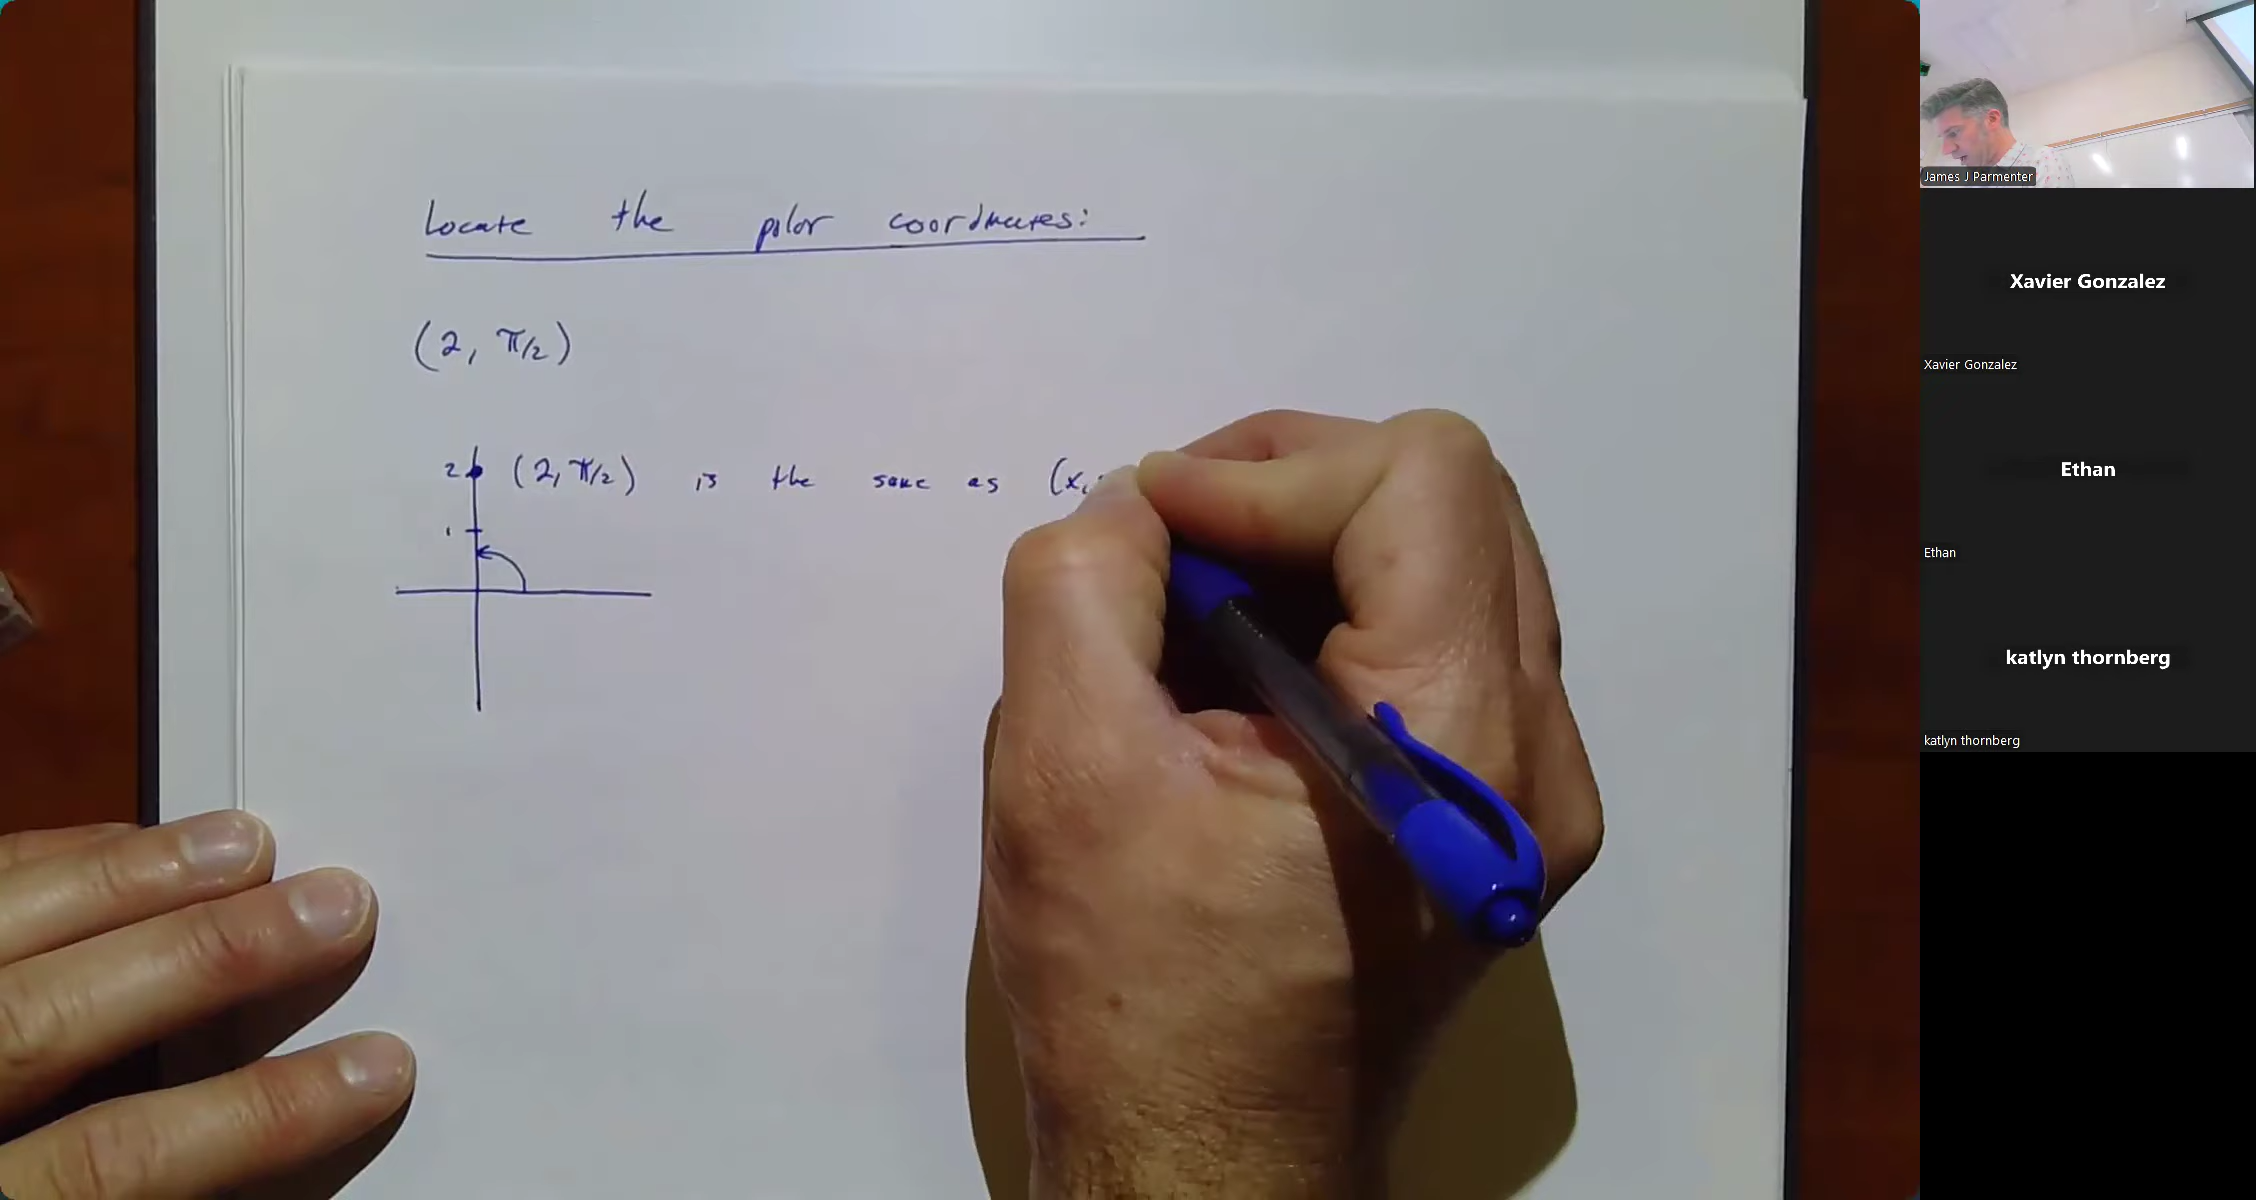 Locate the polar coordinates:
(2, π/2)
2 (2, π/2) is the same as (x,
1
James J Parmenter
Xavier Gonzalez
Xavier Gonzalez
Ethan
Ethan
katlyn thornberg
katlyn thornberg